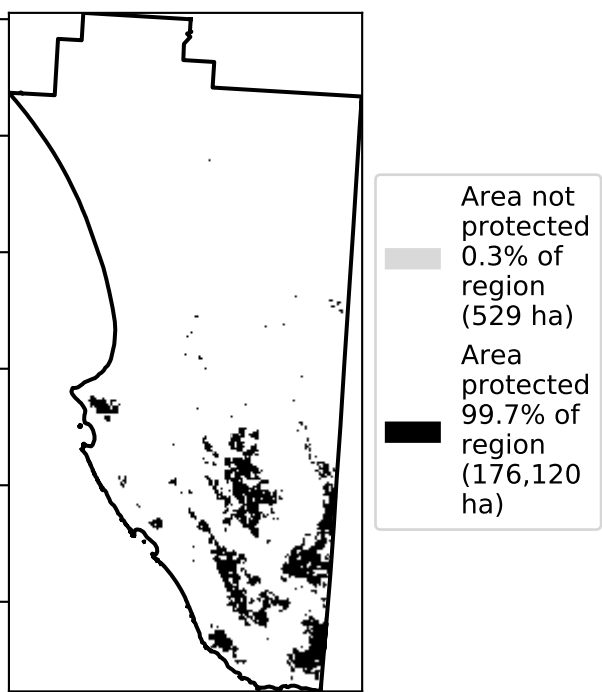 Area not
protected
0.3% of
region
(529 ha)
Area
protected
99.7% of
region
(176,120
ha)